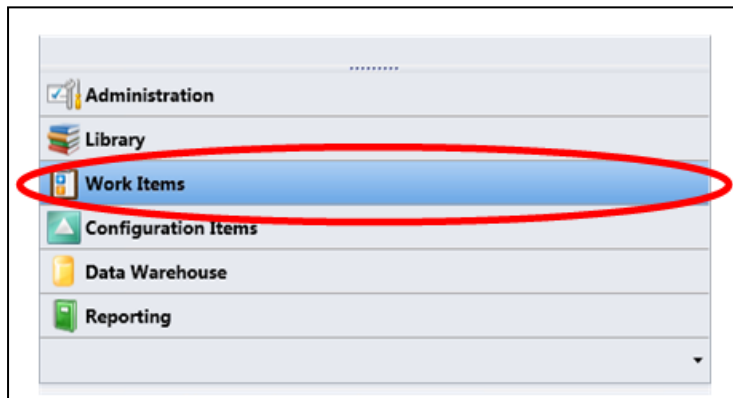 Administration
Library
Work Items
Configuration Items
Data Warehouse
Reporting